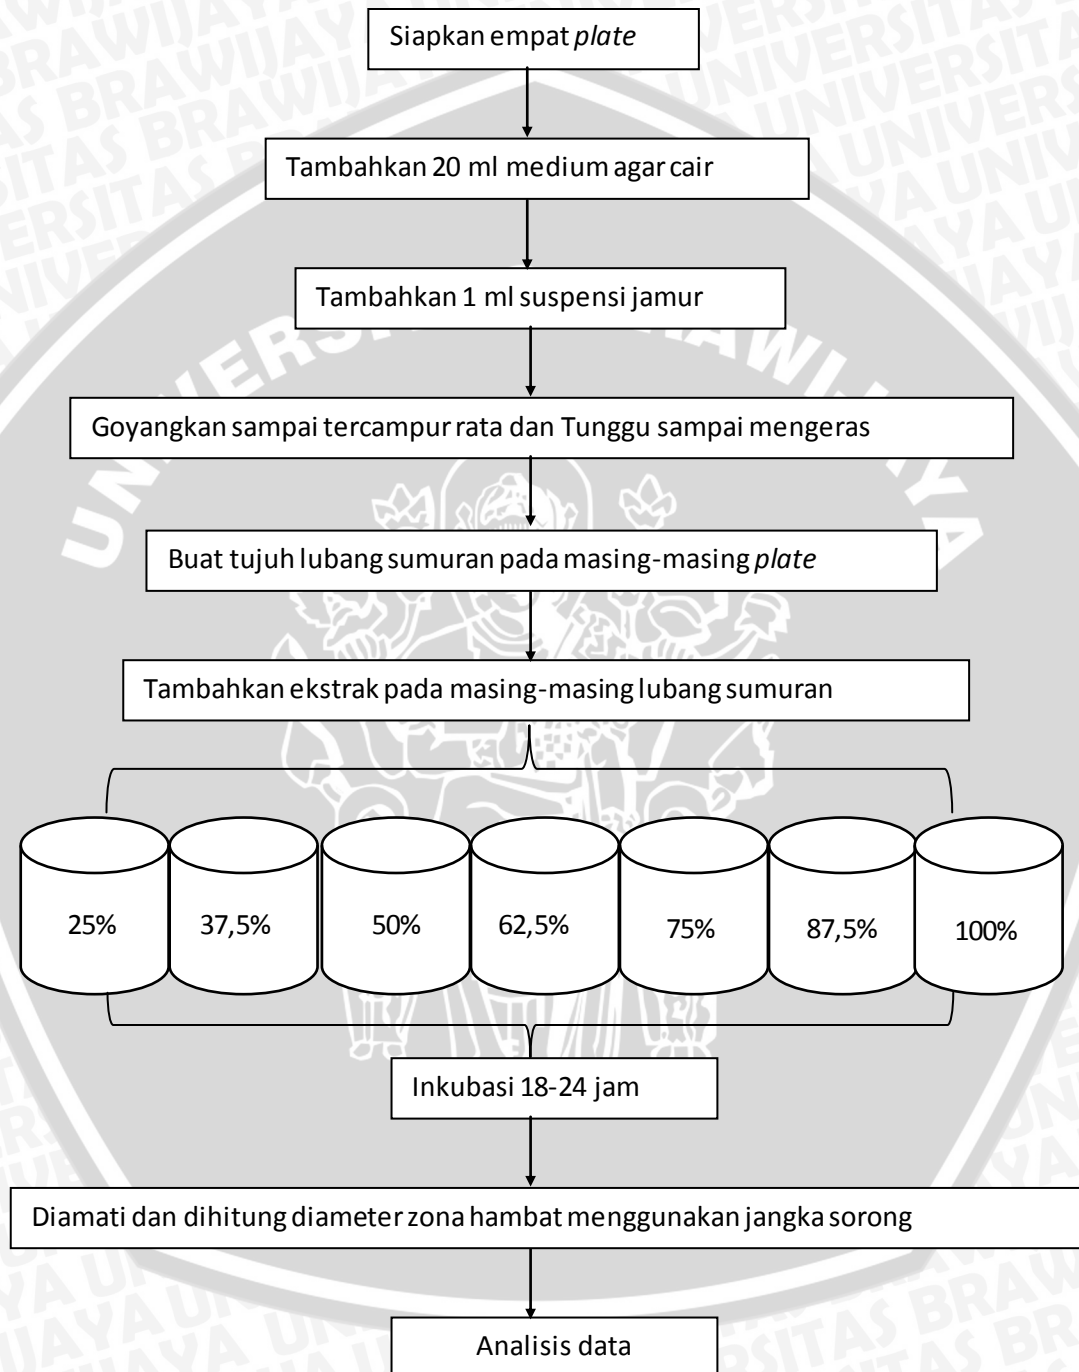 Siapkan empat plate
Tambahkan 20 ml medium agar cair
Tambahkan 1 ml suspensi jamur
Goyangkan sampai tercampur rata dan Tunggu sampai mengeras
Buat tujuh lubang sumuran pada masing-masing plate
Tambahkan ekstrak pada masing-masing lubang sumuran
25% 37,5% 50% 62,5% 75% 87,5% 100%
Inkubasi 18-24 jam
Diamati dan dihitung diameter zona hambat menggunakan jangka sorong
Analisis data